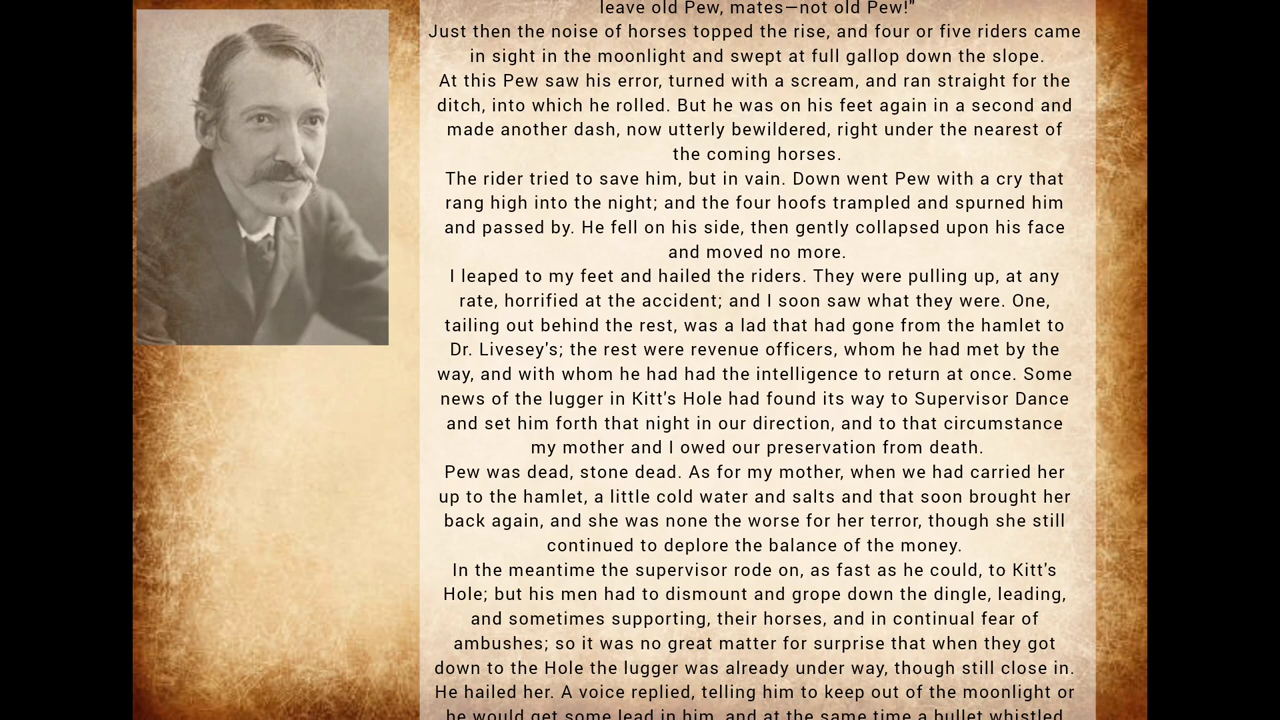 leave old Pew, mates—not old Pew!"
Just then the noise of horses topped the rise, and four or five riders came
in sight in the moonlight and swept at full gallop down the slope.
At this Pew saw his error, turned with a scream, and ran straight for the
ditch, into which he rolled. But he was on his feet again in a second and
made another dash, now utterly bewildered, right under the nearest of
the coming horses.
The rider tried to save him, but in vain. Down went Pew with a cry that
rang high into the night; and the four hoofs trampled and spurned him
and passed by. He fell on his side, then gently collapsed upon his face
and moved no more.
I leaped to my feet and hailed the riders. They were pulling up, at any
rate, horrified at the accident; and I soon saw what they were. One,
tailing out behind the rest, was a lad that had gone from the hamlet to
Dr. Livesey's; the rest were revenue officers, whom he had met by the
way, and with whom he had had the intelligence to return at once. Some
news of the lugger in Kitt's Hole had found its way to Supervisor Dance
and set him forth that night in our direction, and to that circumstance
my mother and I owed our preservation from death.
Pew was dead, stone dead. As for my mother, when we had carried her
up to the hamlet, a little cold water and salts and that soon brought her
back again, and she was none the worse for her terror, though she still
continued to deplore the balance of the money.
In the meantime the supervisor rode on, as fast as he could, to Kitt's
Hole; but his men had to dismount and grope down the dingle, leading,
and sometimes supporting, their horses, and in continual fear of
ambushes; so it was no great matter for surprise that when they got
down to the Hole the lugger was already under way, though still close in.
He hailed her. A voice replied, telling him to keep out of the moonlight or
he would get some lead in him, and at the same time a bullet whistled